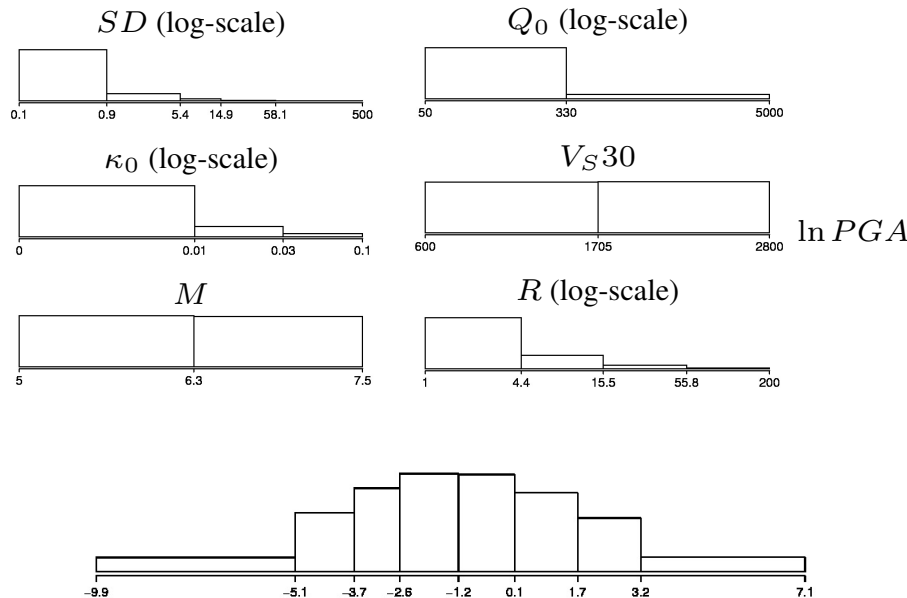 SD (log-scale)
Q₀ (log-scale)
0.1 0.9 5.4 14.9 58.1 500
50 330 5000
κ₀ (log-scale)
V_S30
0 0.01 0.03 0.1
600 1705 2800
ln PGA
M
R (log-scale)
5 6.3 7.5
1 4.4 15.5 55.8 200
−9.9 −5.1 −3.7 −2.6 −1.2 0.1 1.7 3.2 7.1